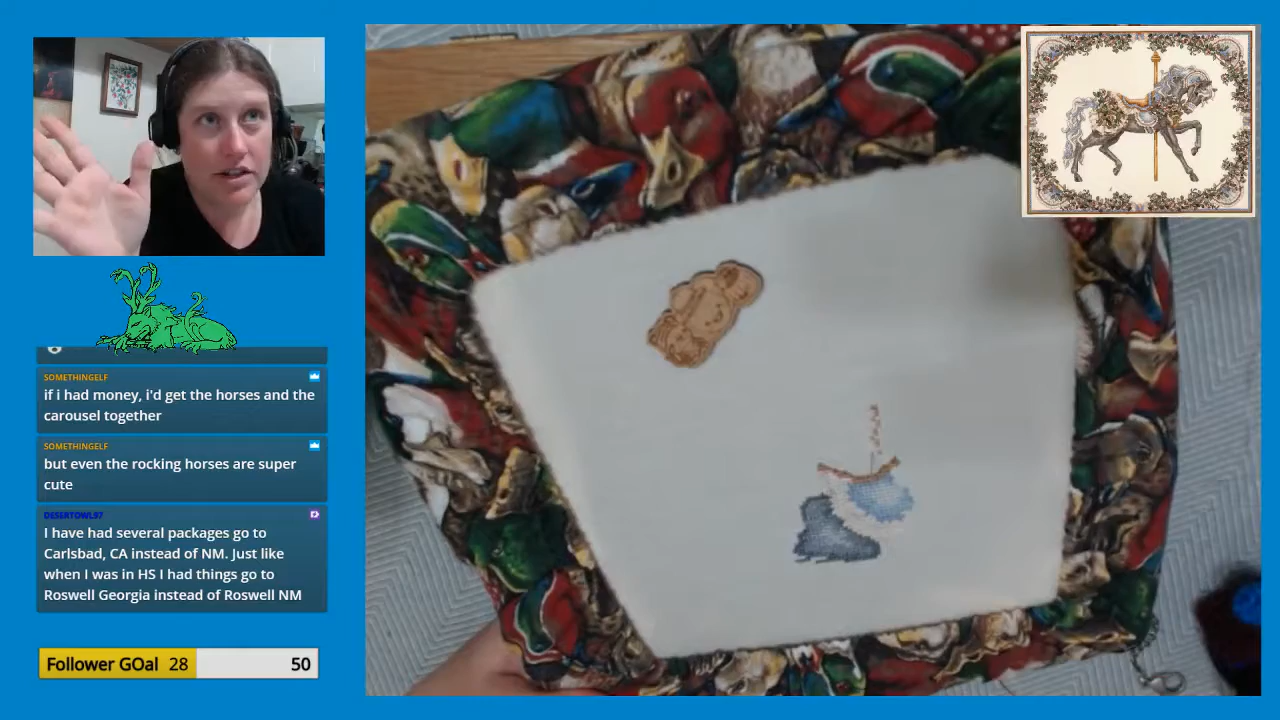 SOMETHINGELF
if i had money, i'd get the horses and the
carousel together
SOMETHINGELF
but even the rocking horses are super
cute
DESERTOWL97
I have had several packages go to
Carlsbad, CA instead of NM. Just like
when I was in HS I had things go to
Roswell Georgia instead of Roswell NM
Follower GOal 28 50